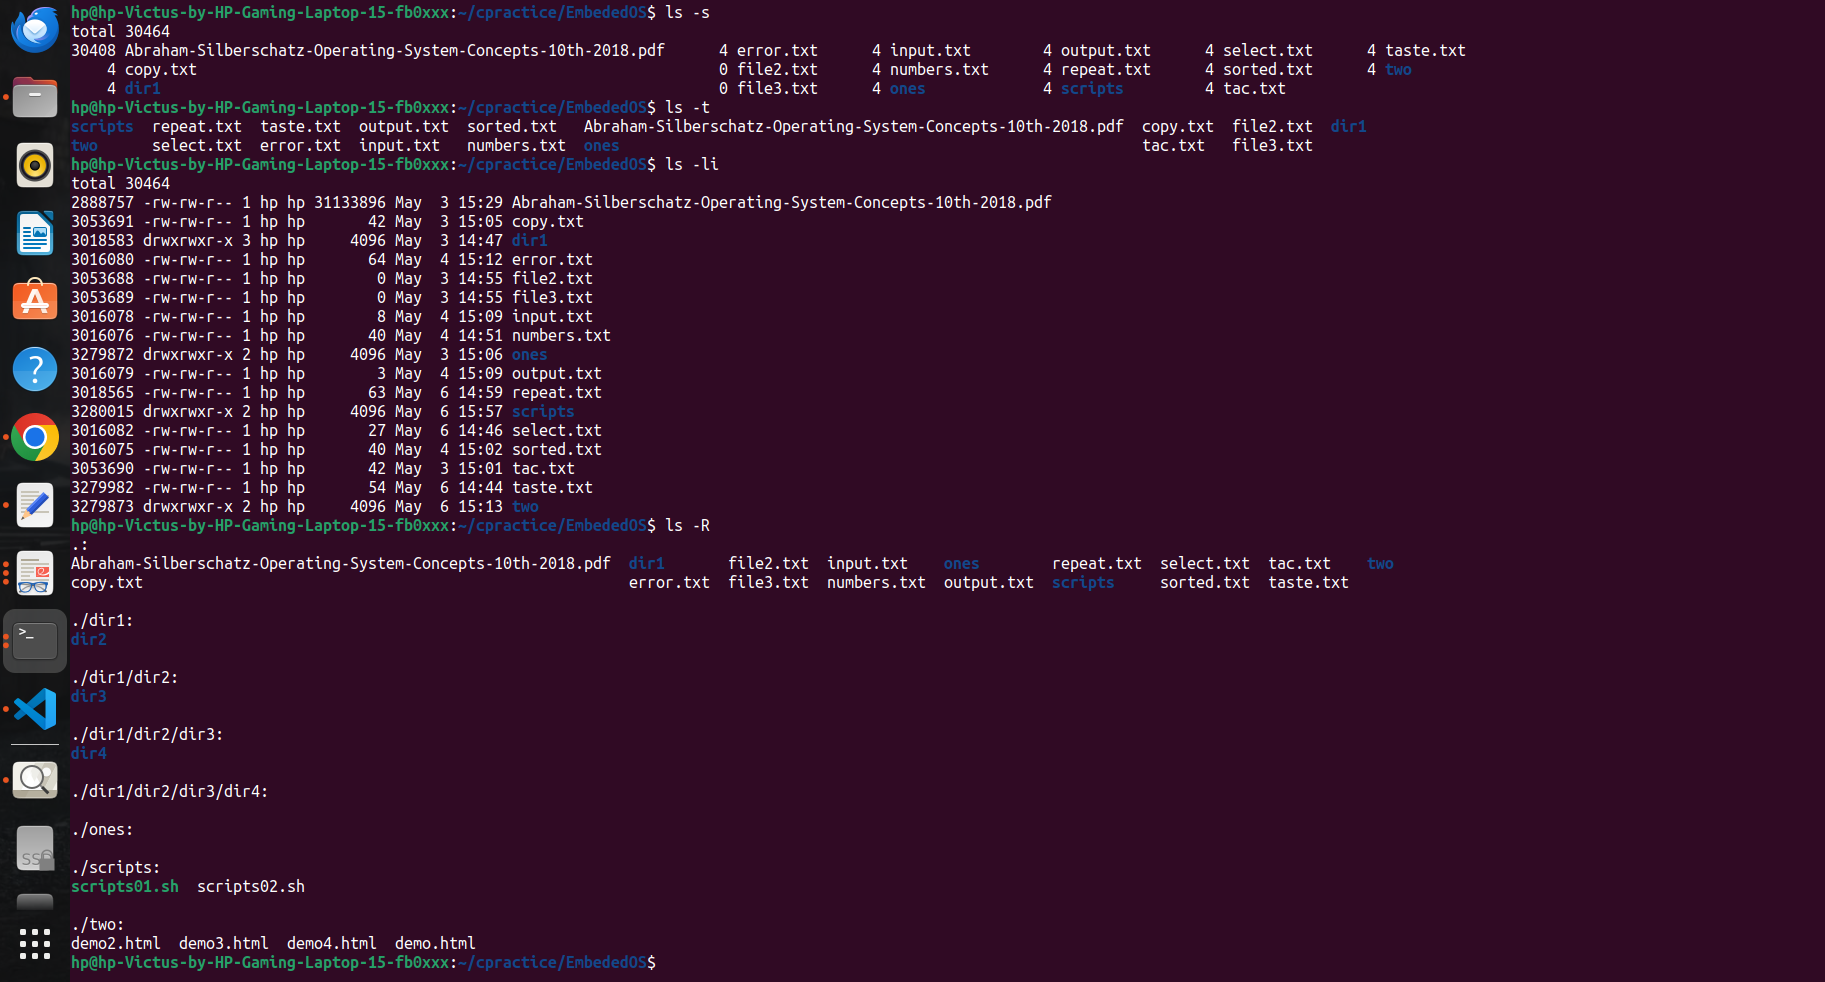 hp@hp-Victus-by-HP-Gaming-Laptop-15-fb0xxx:~/cpractice/EmbededOS$ ls -s
total 30464
30408 Abraham-Silberschatz-Operating-System-Concepts-10th-2018.pdf      4 error.txt      4 input.txt        4 output.txt      4 select.txt      4 taste.txt
    4 copy.txt                                                          0 file2.txt      4 numbers.txt      4 repeat.txt      4 sorted.txt      4 two
    4 dir1                                                              0 file3.txt      4 ones             4 scripts         4 tac.txt
hp@hp-Victus-by-HP-Gaming-Laptop-15-fb0xxx:~/cpractice/EmbededOS$ ls -t
scripts  repeat.txt  taste.txt  output.txt  sorted.txt   Abraham-Silberschatz-Operating-System-Concepts-10th-2018.pdf  copy.txt  file2.txt  dir1
two      select.txt  error.txt  input.txt   numbers.txt  ones                                                          tac.txt   file3.txt
hp@hp-Victus-by-HP-Gaming-Laptop-15-fb0xxx:~/cpractice/EmbededOS$ ls -li
total 30464
2888757 -rw-rw-r-- 1 hp hp 31133896 May  3 15:29 Abraham-Silberschatz-Operating-System-Concepts-10th-2018.pdf
3053691 -rw-rw-r-- 1 hp hp       42 May  3 15:05 copy.txt
3018583 drwxrwxr-x 3 hp hp     4096 May  3 14:47 dir1
3016080 -rw-rw-r-- 1 hp hp       64 May  4 15:12 error.txt
3053688 -rw-rw-r-- 1 hp hp        0 May  3 14:55 file2.txt
3053689 -rw-rw-r-- 1 hp hp        0 May  3 14:55 file3.txt
3016078 -rw-rw-r-- 1 hp hp        8 May  4 15:09 input.txt
3016076 -rw-rw-r-- 1 hp hp       40 May  4 14:51 numbers.txt
3279872 drwxrwxr-x 2 hp hp     4096 May  3 15:06 ones
3016079 -rw-rw-r-- 1 hp hp        3 May  4 15:09 output.txt
3018565 -rw-rw-r-- 1 hp hp       63 May  6 14:59 repeat.txt
3280015 drwxrwxr-x 2 hp hp     4096 May  6 15:57 scripts
3016082 -rw-rw-r-- 1 hp hp       27 May  6 14:46 select.txt
3016075 -rw-rw-r-- 1 hp hp       40 May  4 15:02 sorted.txt
3053690 -rw-rw-r-- 1 hp hp       42 May  3 15:01 tac.txt
3279982 -rw-rw-r-- 1 hp hp       54 May  6 14:44 taste.txt
3279873 drwxrwxr-x 2 hp hp     4096 May  6 15:13 two
hp@hp-Victus-by-HP-Gaming-Laptop-15-fb0xxx:~/cpractice/EmbededOS$ ls -R
.:
Abraham-Silberschatz-Operating-System-Concepts-10th-2018.pdf  dir1       file2.txt  input.txt    ones        repeat.txt  select.txt  tac.txt    two
copy.txt                                                      error.txt  file3.txt  numbers.txt  output.txt  scripts     sorted.txt  taste.txt

./dir1:
dir2

./dir1/dir2:
dir3

./dir1/dir2/dir3:
dir4

./dir1/dir2/dir3/dir4:

./ones:

./scripts:
scripts01.sh  scripts02.sh

./two:
demo2.html  demo3.html  demo4.html  demo.html
hp@hp-Victus-by-HP-Gaming-Laptop-15-fb0xxx:~/cpractice/EmbededOS$
SS